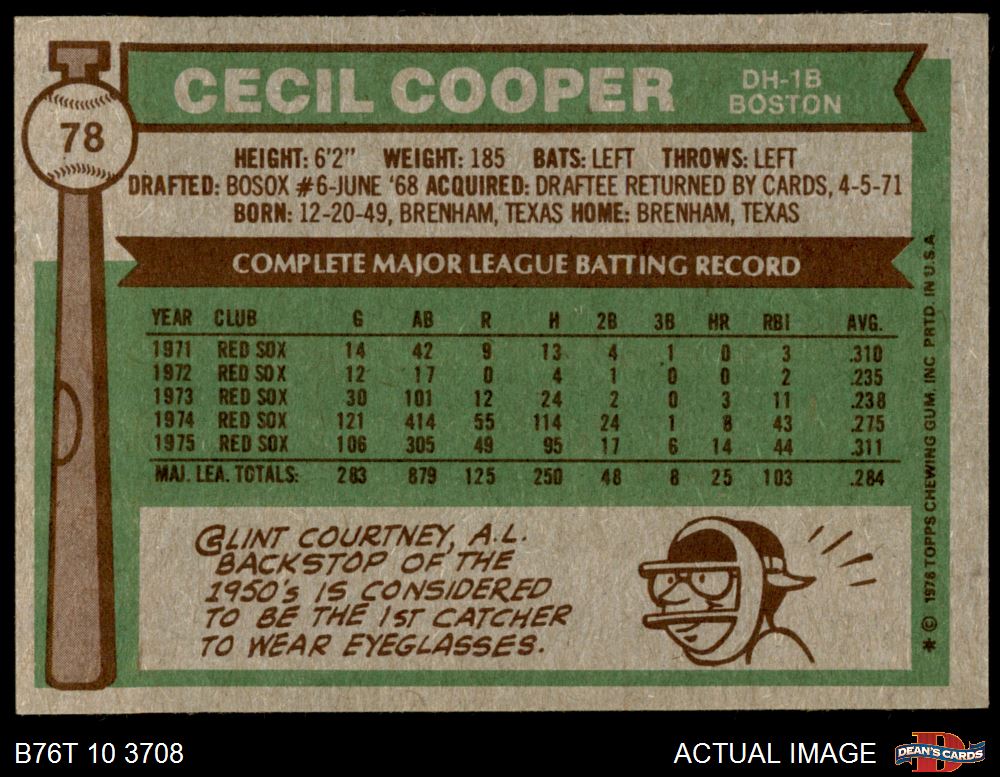 78
CECIL COOPER
DH-1B
BOSTON
HEIGHT: 6'2" WEIGHT: 185 BATS: LEFT THROWS: LEFT
DRAFTED: BOSOX #6-JUNE '68 ACQUIRED: DRAFTEE RETURNED BY CARDS, 4-5-71
BORN: 12-20-49, BRENHAM, TEXAS HOME: BRENHAM, TEXAS
COMPLETE MAJOR LEAGUE BATTING RECORD
YEAR CLUB G AB R H 2B 3B HR RBI AVG.
1971 RED SOX 14 42 9 13 4 1 0 3 .310
1972 RED SOX 12 17 0 4 1 0 0 2 .235
1973 RED SOX 30 101 12 24 2 0 3 11 .238
1974 RED SOX 121 414 55 114 24 1 8 43 .275
1975 RED SOX 106 305 49 95 17 6 14 44 .311
MAJ. LEA. TOTALS: 283 879 125 250 48 8 25 103 .284
CLINT COURTNEY, A.L.
BACKSTOP OF THE
1950's IS CONSIDERED
TO BE THE 1ST CATCHER
TO WEAR EYEGLASSES.
* © 1976 TOPPS CHEWING GUM, INC. PRTD. IN U.S.A.
B76T 10 3708
ACTUAL IMAGE
D
DEAN'S CARDS